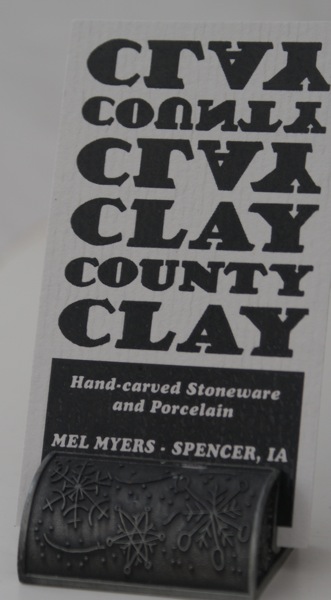 CLAY
COUNTY
CLAY
CLAY
COUNTY
CLAY
Hand-carved Stoneware
and Porcelain
MEL MYERS - SPENCER, IA